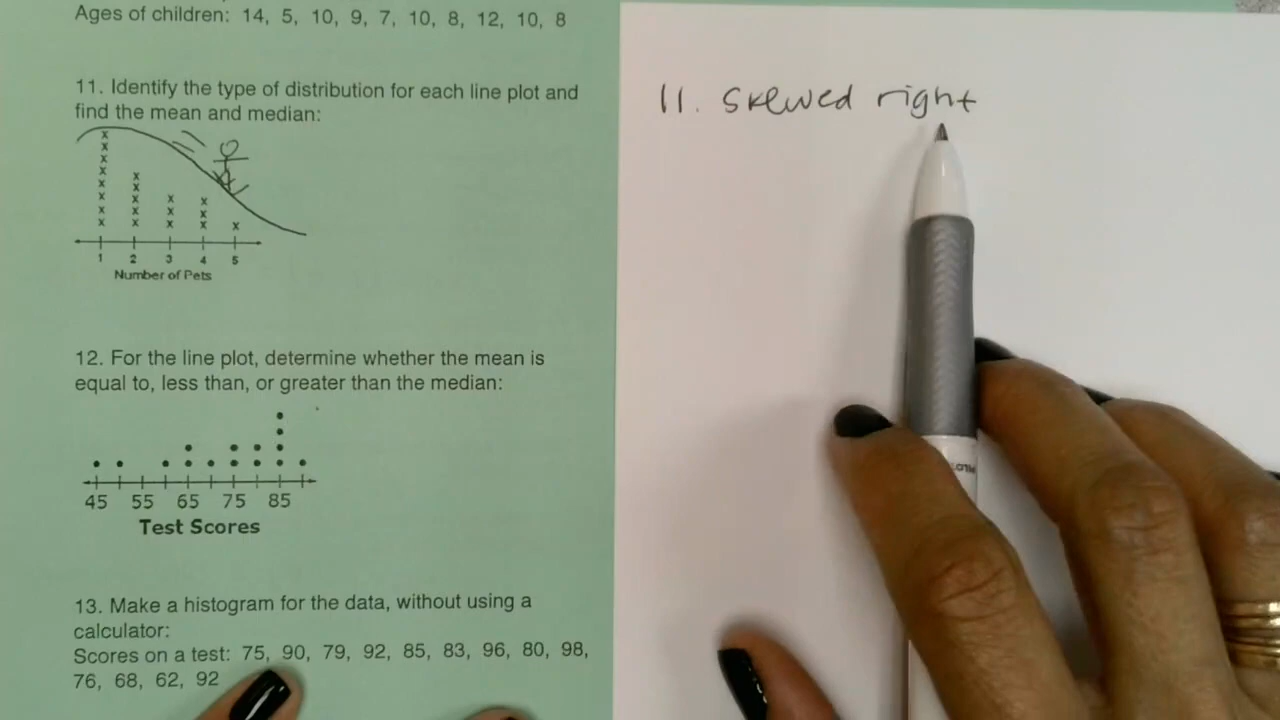 Ages of children: 14, 5, 10, 9, 7, 10, 8, 12, 10, 8
11. Identify the type of distribution for each line plot and
find the mean and median:
x
x
x x
x x
x x x x
x x x x
x x x x x
1 2 3 4 5
Number of Pets
12. For the line plot, determine whether the mean is
equal to, less than, or greater than the median:
45 55 65 75 85
Test Scores
13. Make a histogram for the data, without using a
calculator:
Scores on a test: 75, 90, 79, 92, 85, 83, 96, 80, 98,
76, 68, 62, 92
11. skewed right